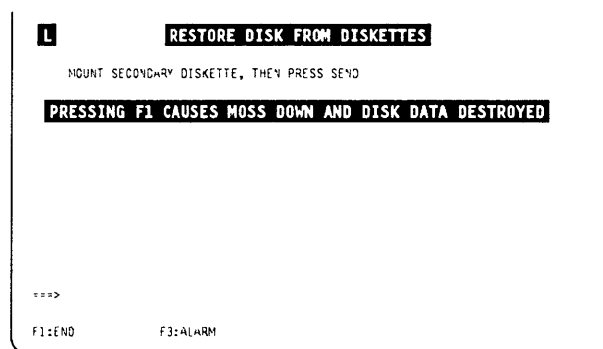 L RESTORE DISK FROM DISKETTES
MOUNT SECONDARY DISKETTE, THEN PRESS SEND
PRESSING F1 CAUSES MOSS DOWN AND DISK DATA DESTROYED
===>
F1:END F3:ALARM